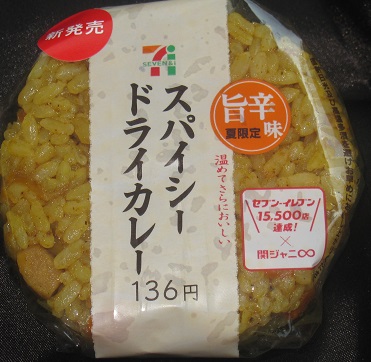 新発売
7i
SEVEN&i
スパイシー
ドライカレー
旨辛味
夏限定
温めてさらにおいしい
セブン-イレブン
15,500店
達成!
×
関ジャニ∞
136円